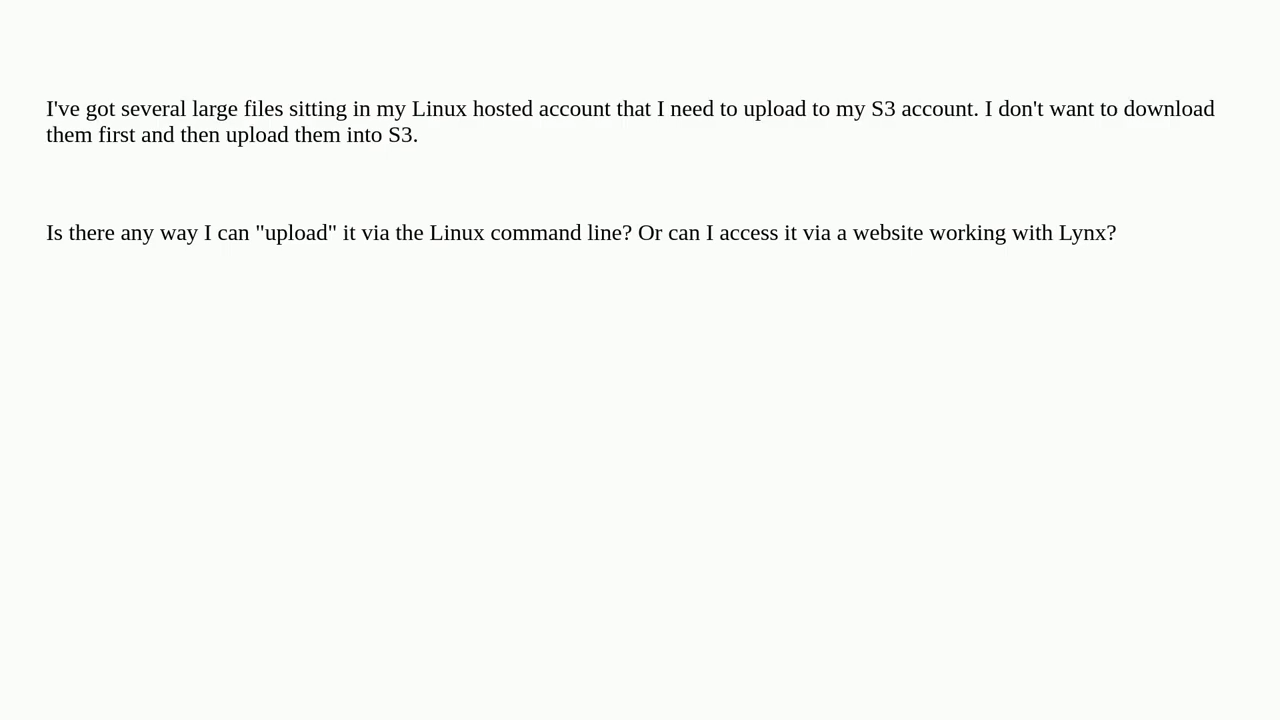 I've got several large files sitting in my Linux hosted account that I need to upload to my S3 account. I don't want to download
them first and then upload them into S3.
Is there any way I can "upload" it via the Linux command line? Or can I access it via a website working with Lynx?